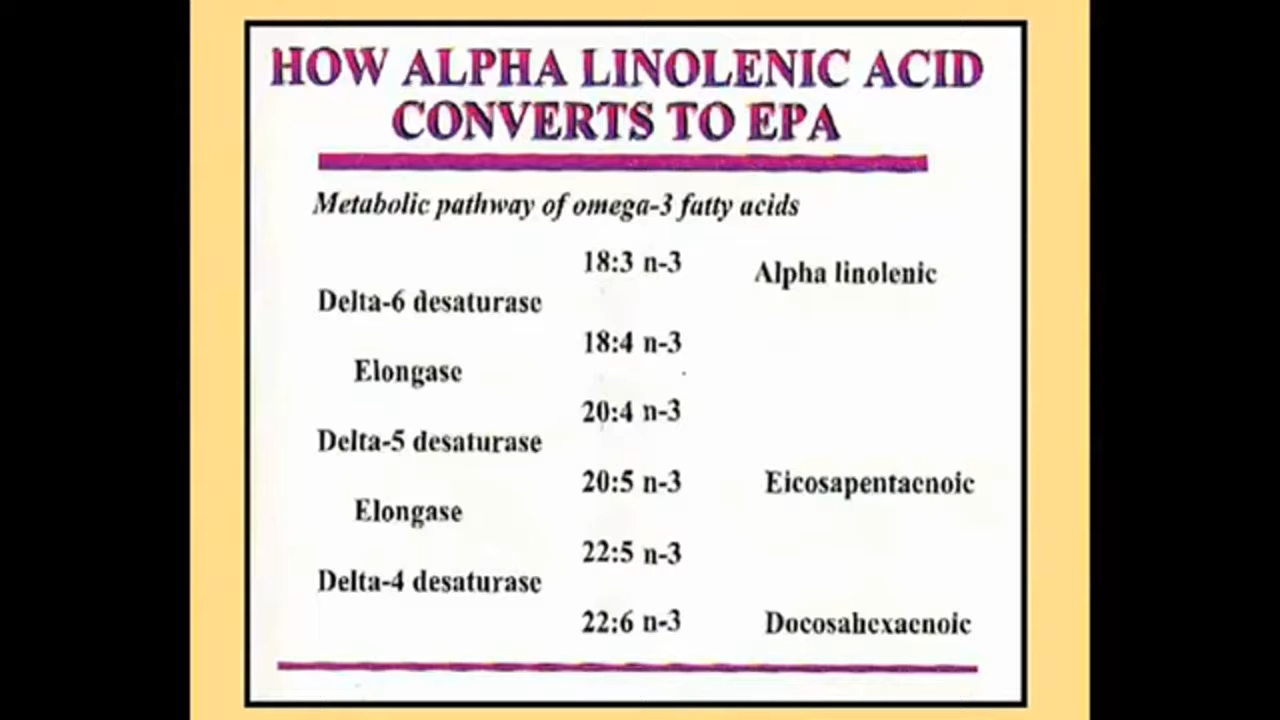 HOW ALPHA LINOLENIC ACID
CONVERTS TO EPA
Metabolic pathway of omega-3 fatty acids
18:3 n-3 Alpha linolenic
Delta-6 desaturase
18:4 n-3
Elongase
20:4 n-3
Delta-5 desaturase
20:5 n-3 Eicosapentaenoic
Elongase
22:5 n-3
Delta-4 desaturase
22:6 n-3 Docosahexaenoic